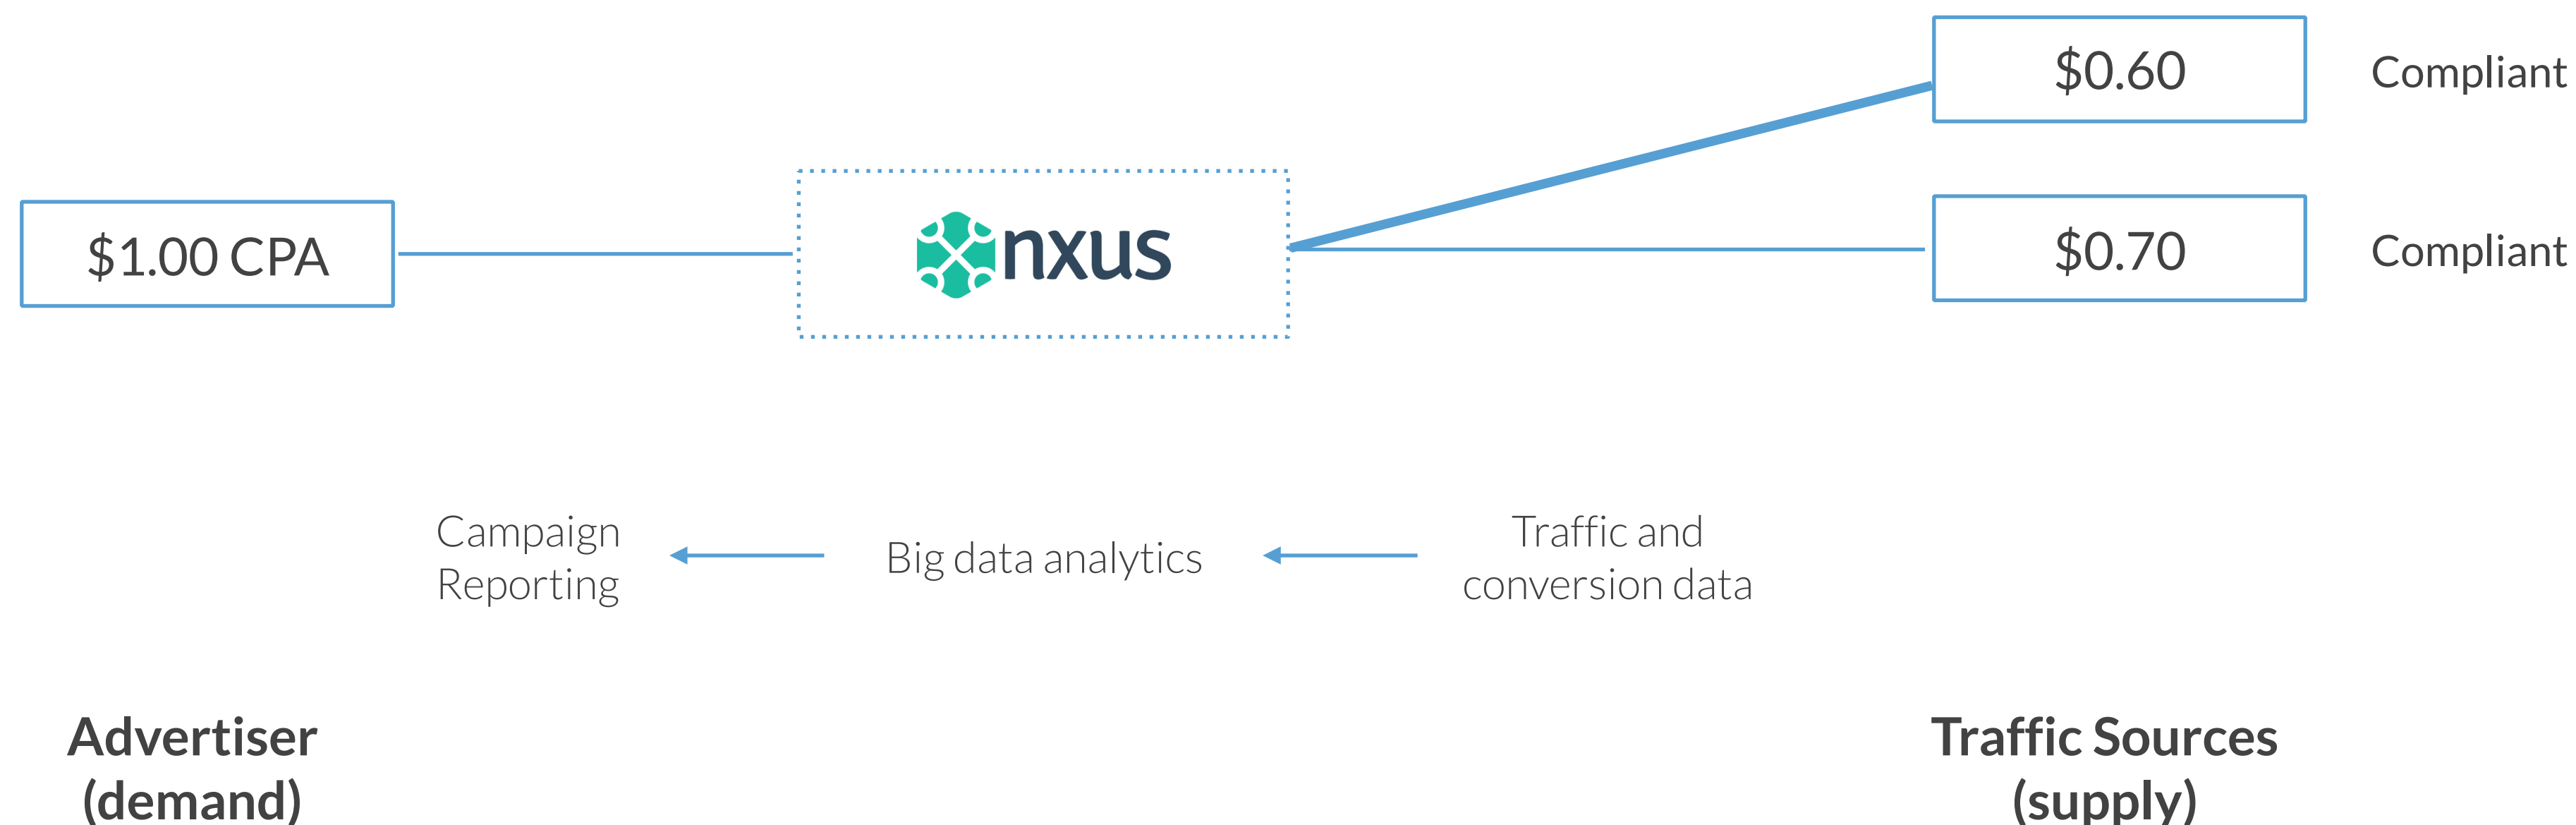 $0.60
Compliant
$1.00 CPA
nxus
$0.70
Compliant
Campaign
Reporting
Big data analytics
Traffic and
conversion data
Advertiser
(demand)
Traffic Sources
(supply)